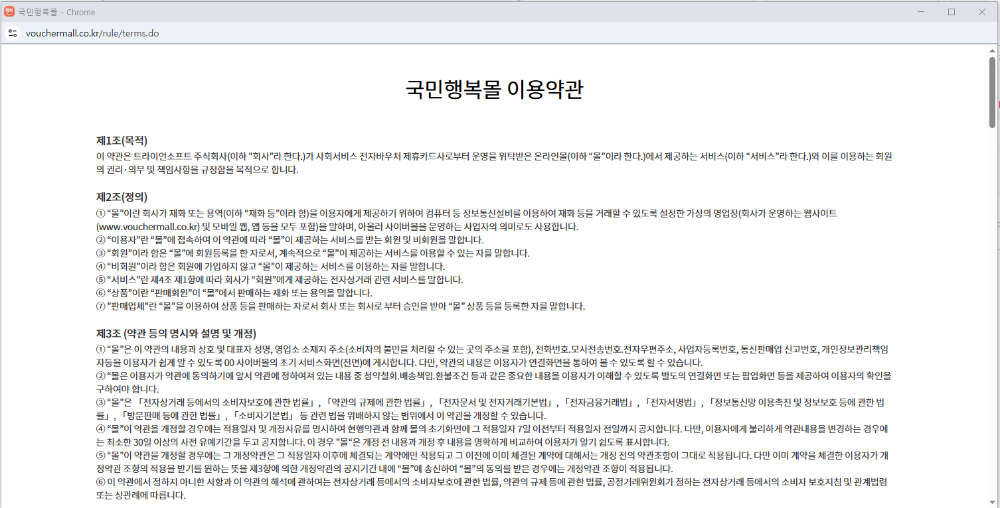 국민행복몰 - Chrome
vouchermall.co.kr/rule/terms.do
국민행복몰 이용약관
제1조(목적)
이 약관은 트라이언소프트 주식회사(이하 "회사"라 한다.)가 사회서비스 전자바우처 제휴카드사로부터 운영을 위탁받은 온라인몰(이하 “몰”이라 한다.)에서 제공하는 서비스(이하 “서비스”라 한다.)와 이를 이용하는 회원
의 권리·의무 및 책임사항을 규정함을 목적으로 합니다.
제2조(정의)
① “몰”이란 회사가 재화 또는 용역(이하 “재화 등”이라 함)을 이용자에게 제공하기 위하여 컴퓨터 등 정보통신설비를 이용하여 재화 등을 거래할 수 있도록 설정한 가상의 영업장(회사가 운영하는 웹사이트
(www.vouchermall.co.kr) 및 모바일 웹, 앱 등을 모두 포함)을 말하며, 아울러 사이버몰을 운영하는 사업자의 의미로도 사용합니다.
② “이용자”란 “몰”에 접속하여 이 약관에 따라 “몰”이 제공하는 서비스를 받는 회원 및 비회원을 말합니다.
③ “회원”이라 함은 “몰”에 회원등록을 한 자로서, 계속적으로 “몰”이 제공하는 서비스를 이용할 수 있는 자를 말합니다.
④ “비회원”이라 함은 회원에 가입하지 않고 “몰”이 제공하는 서비스를 이용하는 자를 말합니다.
⑤ “서비스”란 제4조 제1항에 따라 회사가 “회원”에게 제공하는 전자상거래 관련 서비스를 말합니다.
⑥ “상품”이란 “판매회원”이 “몰”에서 판매하는 재화 또는 용역을 말합니다.
⑦ "판매업체"란 “몰”을 이용하여 상품 등을 판매하는 자로서 회사 또는 회사로 부터 승인을 받아 “몰” 상품 등을 등록한 자를 말합니다.
제3조 (약관 등의 명시와 설명 및 개정)
① “몰”은 이 약관의 내용과 상호 및 대표자 성명, 영업소 소재지 주소(소비자의 불만을 처리할 수 있는 곳의 주소를 포함), 전화번호.모사전송번호.전자우편주소, 사업자등록번호, 통신판매업 신고번호, 개인정보관리책임
자등을 이용자가 쉽게 알 수 있도록 00 사이버몰의 초기 서비스화면(전면)에 게시합니다. 다만, 약관의 내용은 이용자가 연결화면을 통하여 볼 수 있도록 할 수 있습니다.
② “몰은 이용자가 약관에 동의하기에 앞서 약관에 정하여져 있는 내용 중 청약철회.배송책임.환불조건 등과 같은 중요한 내용을 이용자가 이해할 수 있도록 별도의 연결화면 또는 팝업화면 등을 제공하여 이용자의 확인을
구하여야 합니다.
③ “몰”은 「전자상거래 등에서의 소비자보호에 관한 법률」, 「약관의 규제에 관한 법률」, 「전자문서 및 전자거래기본법」, 「전자금융거래법」, 「전자서명법」, 「정보통신망 이용촉진 및 정보보호 등에 관한 법
률」, 「방문판매 등에 관한 법률」, 「소비자기본법」 등 관련 법을 위배하지 않는 범위에서 이 약관을 개정할 수 있습니다.
④ “몰”이 약관을 개정할 경우에는 적용일자 및 개정사유를 명시하여 현행약관과 함께 몰의 초기화면에 그 적용일자 7일 이전부터 적용일자 전일까지 공지합니다. 다만, 이용자에게 불리하게 약관내용을 변경하는 경우에
는 최소한 30일 이상의 사전 유예기간을 두고 공지합니다. 이 경우 "몰“은 개정 전 내용과 개정 후 내용을 명확하게 비교하여 이용자가 알기 쉽도록 표시합니다.
⑤ “몰”이 약관을 개정할 경우에는 그 개정약관은 그 적용일자 이후에 체결되는 계약에만 적용되고 그 이전에 이미 체결된 계약에 대해서는 개정 전의 약관조항이 그대로 적용됩니다. 다만 이미 계약을 체결한 이용자가 개
정약관 조항의 적용을 받기를 원하는 뜻을 제3항에 의한 개정약관의 공지기간 내에 “몰”에 송신하여 “몰”의 동의를 받은 경우에는 개정약관 조항이 적용됩니다.
⑥ 이 약관에서 정하지 아니한 사항과 이 약관의 해석에 관하여는 전자상거래 등에서의 소비자보호에 관한 법률, 약관의 규제 등에 관한 법률, 공정거래위원회가 정하는 전자상거래 등에서의 소비자 보호지침 및 관계법령
또는 상관례에 따릅니다.